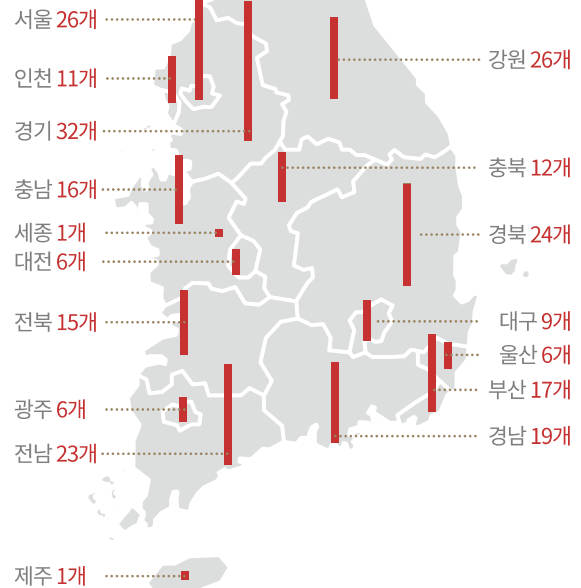 서울 26개
인천 11개
경기 32개
충남 16개
세종 1개
대전 6개
전북 15개
광주 6개
전남 23개
제주 1개
강원 26개
충북 12개
경북 24개
대구 9개
울산 6개
부산 17개
경남 19개